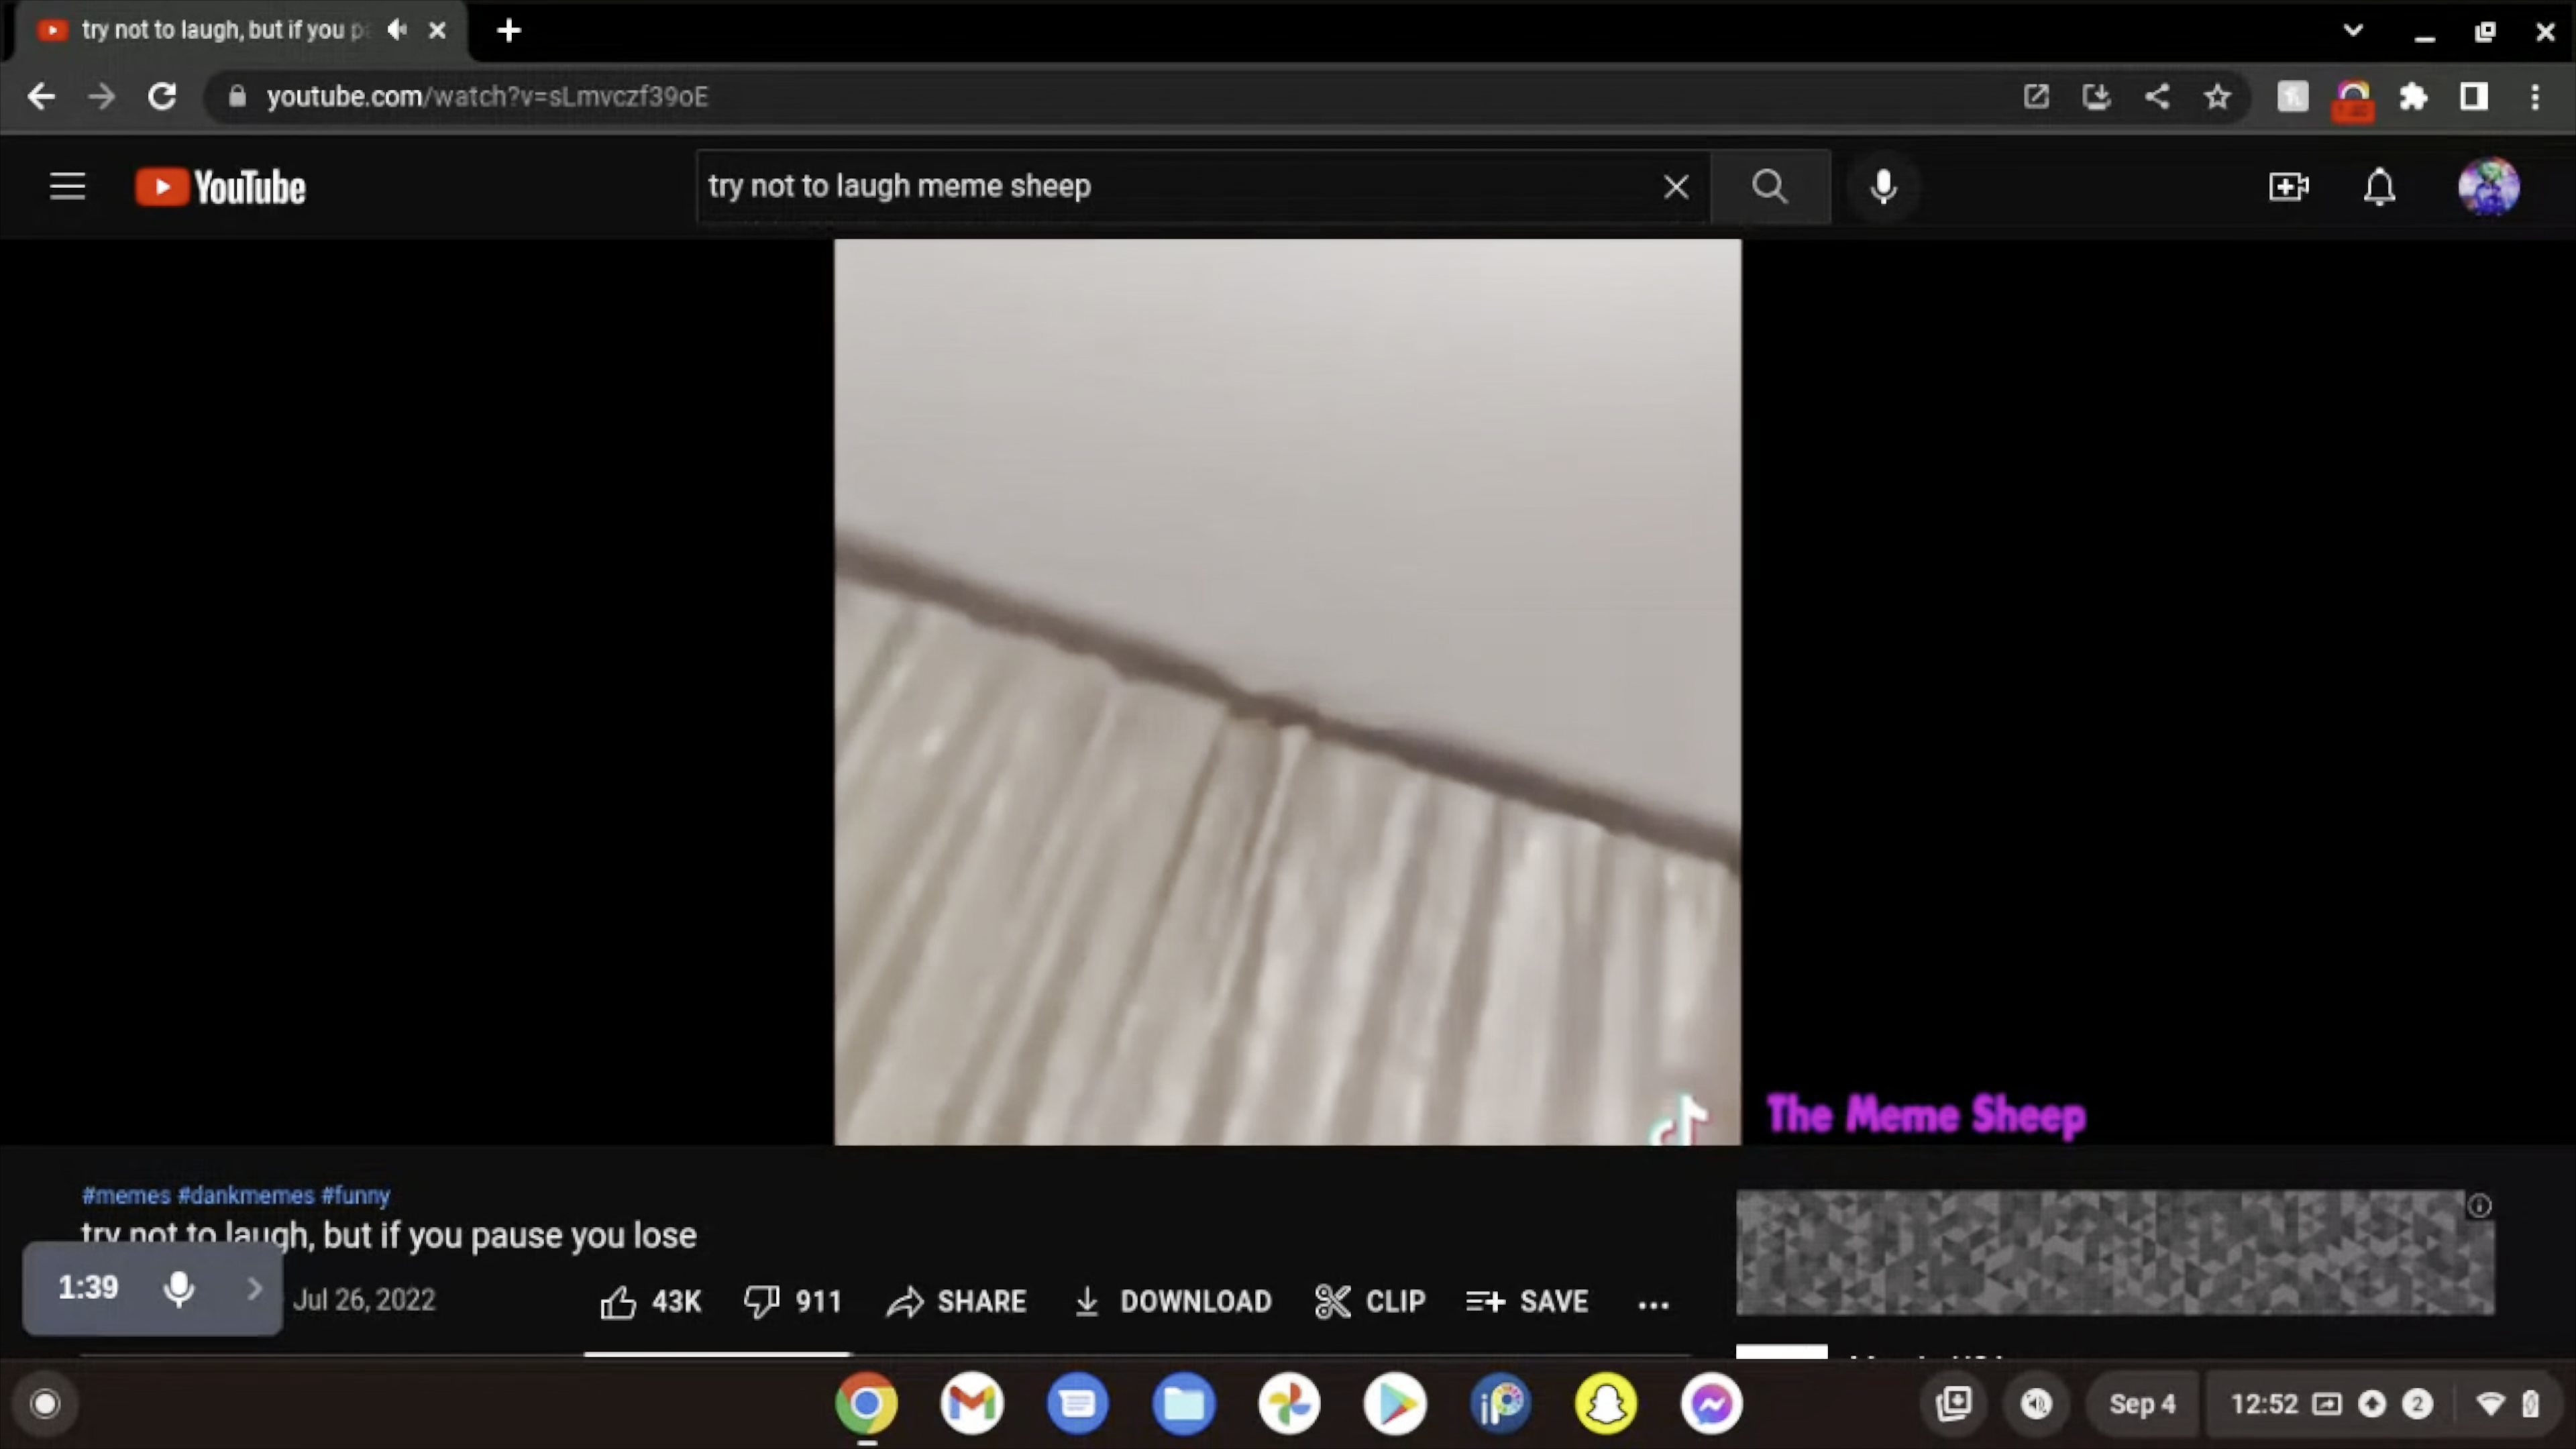 try not to laugh, but if you pa
youtube.com/watch?v=sLmvczf39oE
YouTube
try not to laugh meme sheep
The Meme Sheep
#memes #dankmemes #funny
try not to laugh, but if you pause you lose
1:39
Jul 26, 2022
43K
911
SHARE
DOWNLOAD
CLIP
SAVE
iP
Sep 4
12:52
2